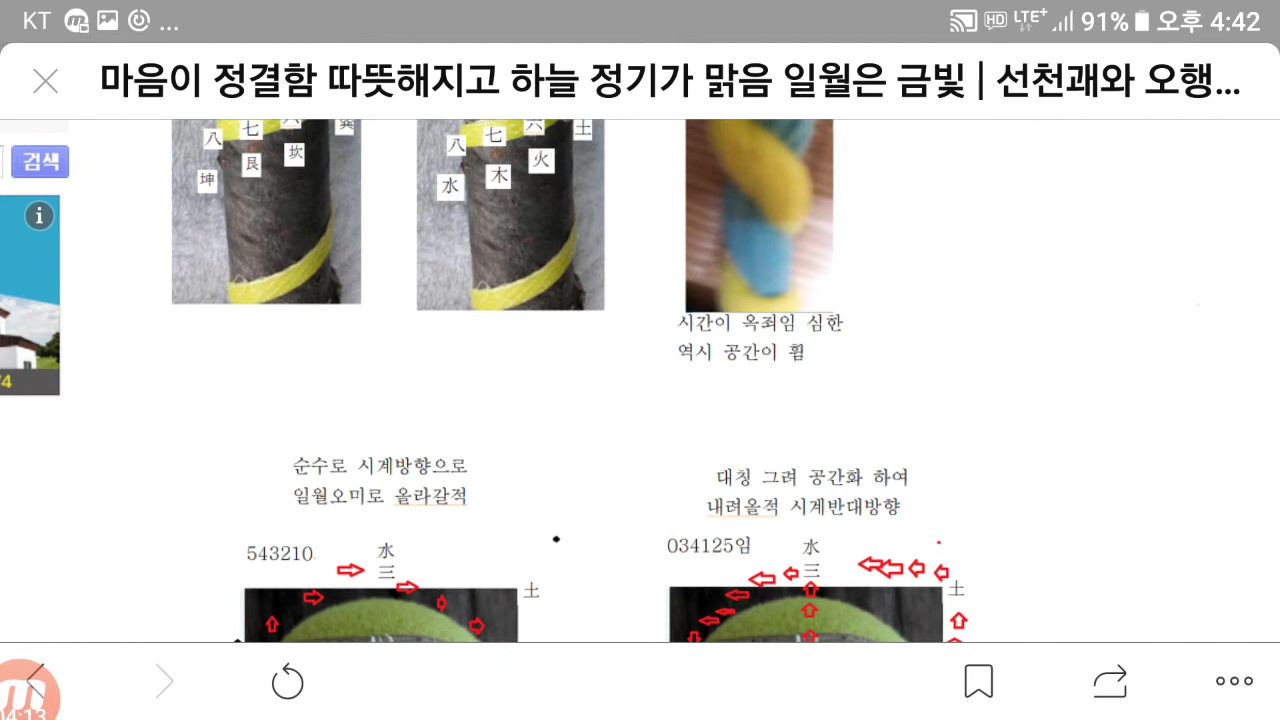 KT ... HD LTE+ 91% 오후 4:42
마음이 정결함 따뜻해지고 하늘 정기가 맑음 일월은 금빛 | 선천괘와 오행...
검색
八 七 六 巽
坤 艮 坎
八 七 六 土
水 木 火
시간이 옥죄임 심한
역시 공간이 휨
순수로 시계방향으로
일월오미로 올라갈적
대칭 그려 공간화 하여
내려올적 시계반대방향
543210
水
三
土
034125임
水
三
土
04:13